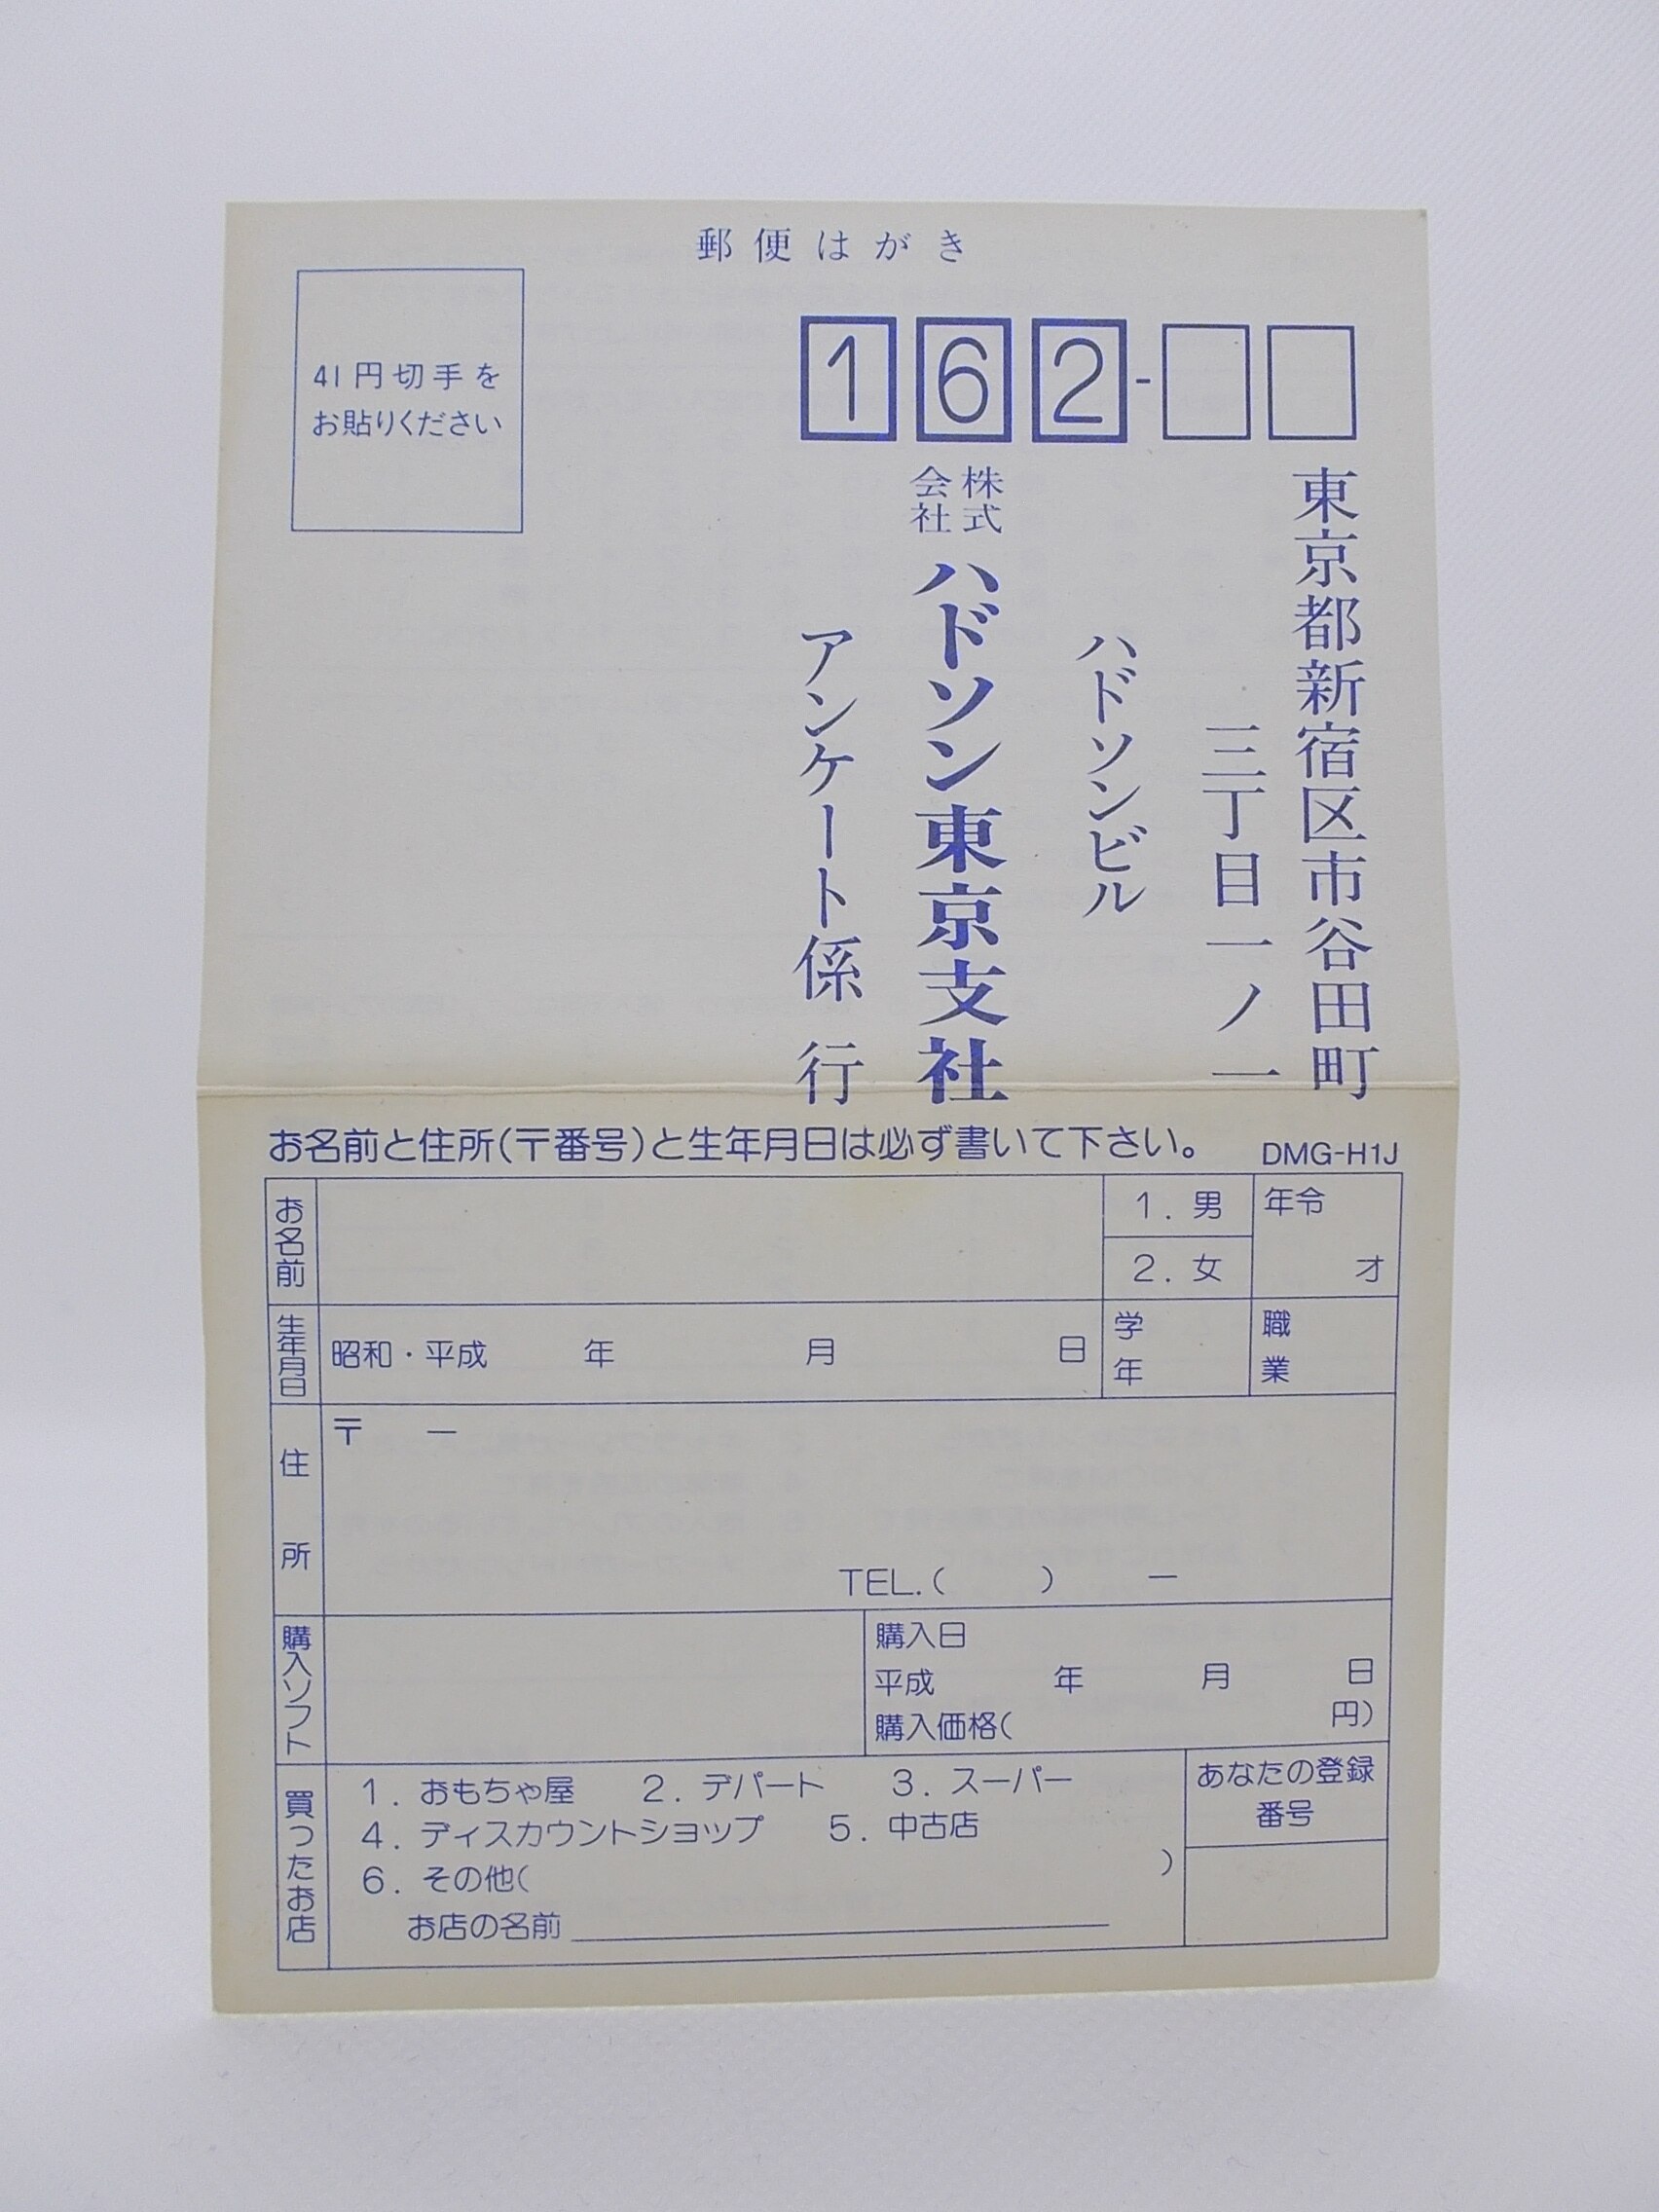 郵便はがき
41円切手を
お貼りください
162-
東京都新宿区市谷田町
三丁目一ノ一
ハドソンビル
株式会社ハドソン東京支社
アンケート係 行
お名前と住所(〒番号)と生年月日は必ず書いて下さい。 DMG-H1J
お名前
1. 男
2. 女
年令
才
生年月日
昭和・平成 年 月 日
学年
職業
住所
〒 ー
TEL.( ) ー
購入ソフト
購入日
平成 年 月 日
購入価格( 円)
買ったお店
1. おもちゃ屋 2. デパート 3. スーパー
4. ディスカウントショップ 5. 中古店
6. その他( )
お店の名前
あなたの登録
番号